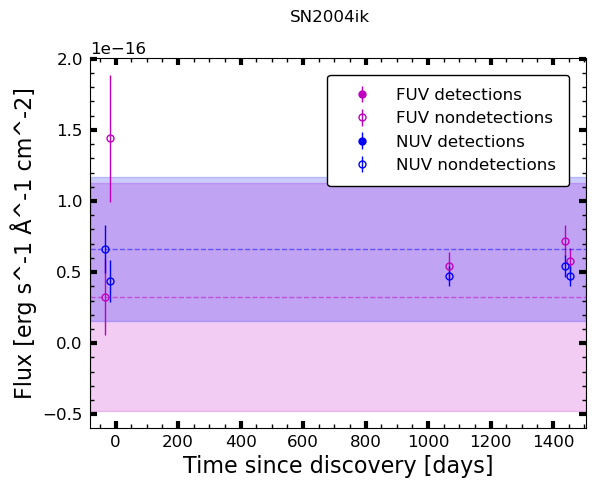 SN2004ik
1e−16
2.0
1.5
1.0
0.5
0.0
−0.5
Flux [erg s^-1 Å^-1 cm^-2]
FUV detections
FUV nondetections
NUV detections
NUV nondetections
0 200 400 600 800 1000 1200 1400
Time since discovery [days]